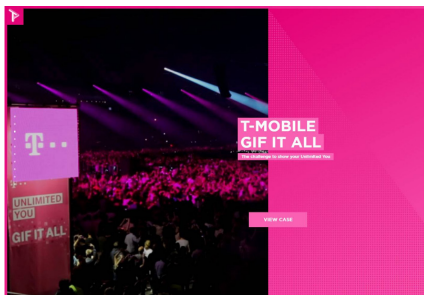 T-MOBILE
GIF IT ALL
The challenge to show your Unlimited You
VIEW CASE
T
UNLIMITED
YOU
GIF IT ALL